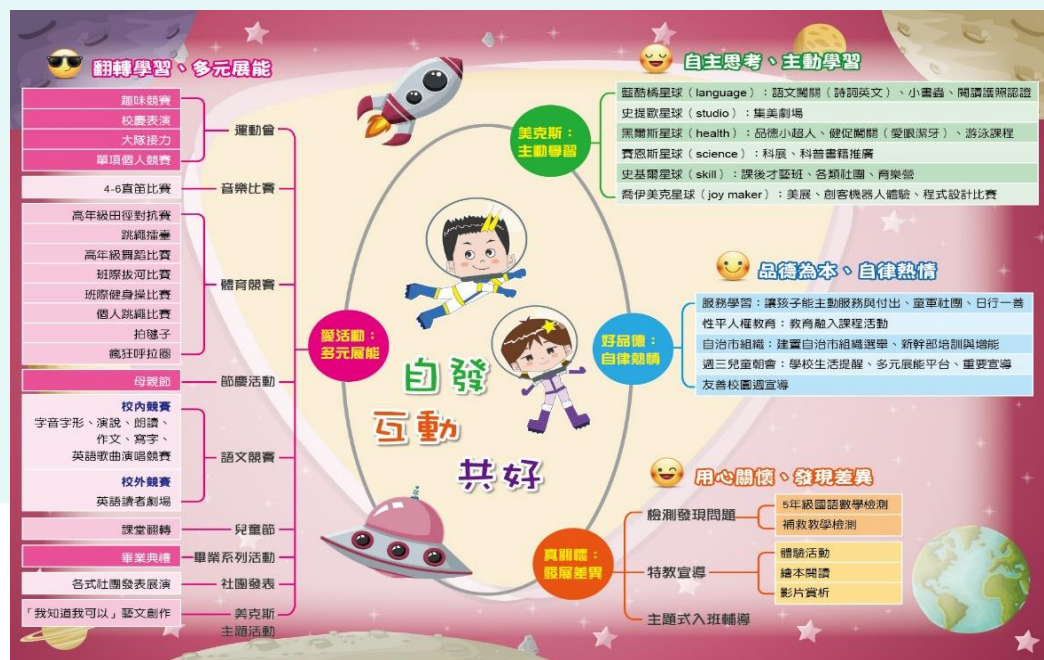 翻轉學習、多元展能
趣味競賽
校慶表演
大隊接力
單項個人競賽
運動會
4-6直笛比賽
音樂比賽
高年級田徑對抗賽
跳繩擂臺
高年級舞蹈比賽
班際拔河比賽
班際健身操比賽
個人跳繩比賽
拍毽子
瘋狂呼拉圈
體育競賽
母親節
節慶活動
校內競賽
字音字形、演說、朗讀、
作文、寫字、
英語歌曲演唱競賽
校外競賽
英語讀者劇場
語文競賽
課堂翻轉
兒童節
畢業典禮
畢業系列活動
各式社團發表展演
社團發表
「我知道我可以」藝文創作
美克斯
主題活動
愛活動：
多元展能
自發
互動
共好
美克斯：
主動學習
自主思考、主動學習
藍酷橋星球（language）：語文闖關（詩詞英文）、小書蟲、閱讀護照認證
史提歐星球（studio）：集美劇場
黑爾斯星球（health）：品德小超人、健促闖關（愛眼潔牙）、游泳課程
賽恩斯星球（science）：科展、科普書籍推廣
史基爾星球（skill）：課後才藝班、各類社團、育樂營
喬伊美克星球（joy maker）：美展、創客機器人體驗、程式設計比賽
好品德：
自律熱情
品德為本、自律熱情
服務學習：讓孩子能主動服務與付出、童軍社團、日行一善
性平人權教育：教育融入課程活動
自治市組織：建置自治市組織選舉、新幹部培訓與增能
週三兒童朝會：學校生活提醒、多元展能平台、重要宣導
友善校園週宣導
真關懷：
發展差異
用心關懷、發現差異
檢測發現問題
5年級國語數學檢測
補救教學檢測
特教宣導
體驗活動
繪本閱讀
影片賞析
主題式入班輔導